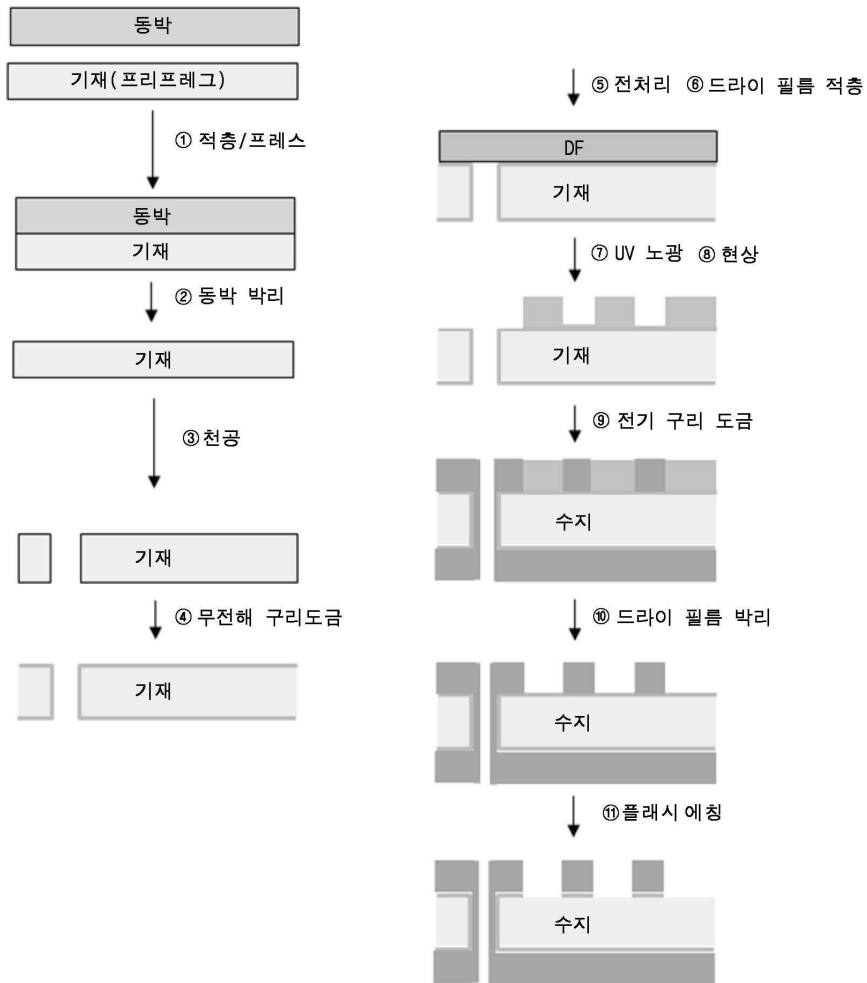 동박
기재(프리프레그)
① 적층/프레스
동박
기재
② 동박 박리
기재
③ 천공
기재
④ 무전해 구리도금
기재
⑤ 전처리 ⑥ 드라이 필름 적층
DF
기재
⑦ UV 노광 ⑧ 현상
기재
⑨ 전기 구리 도금
수지
⑩ 드라이 필름 박리
수지
⑪ 플래시 에칭
수지